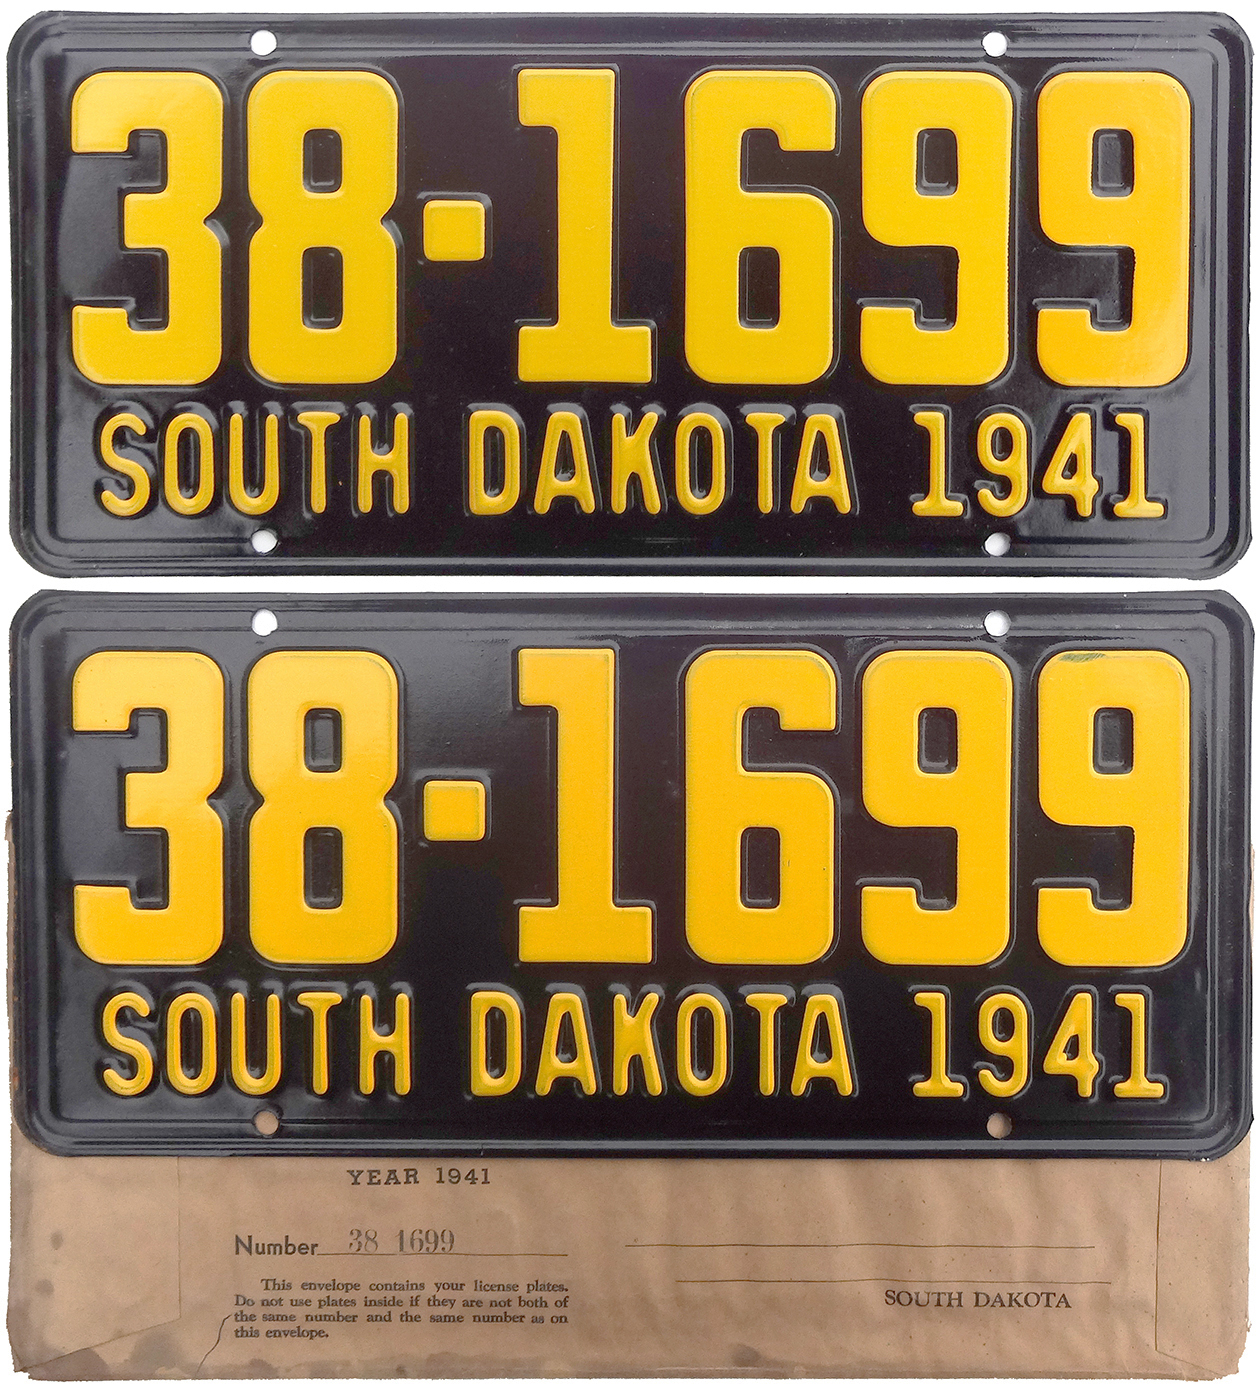 38-1699
SOUTH DAKOTA 1941
38-1699
SOUTH DAKOTA 1941
YEAR 1941
Number 38 1699
This envelope contains your license plates.
Do not use plates inside if they are not both of
the same number and the same number as on
this envelope.
SOUTH DAKOTA